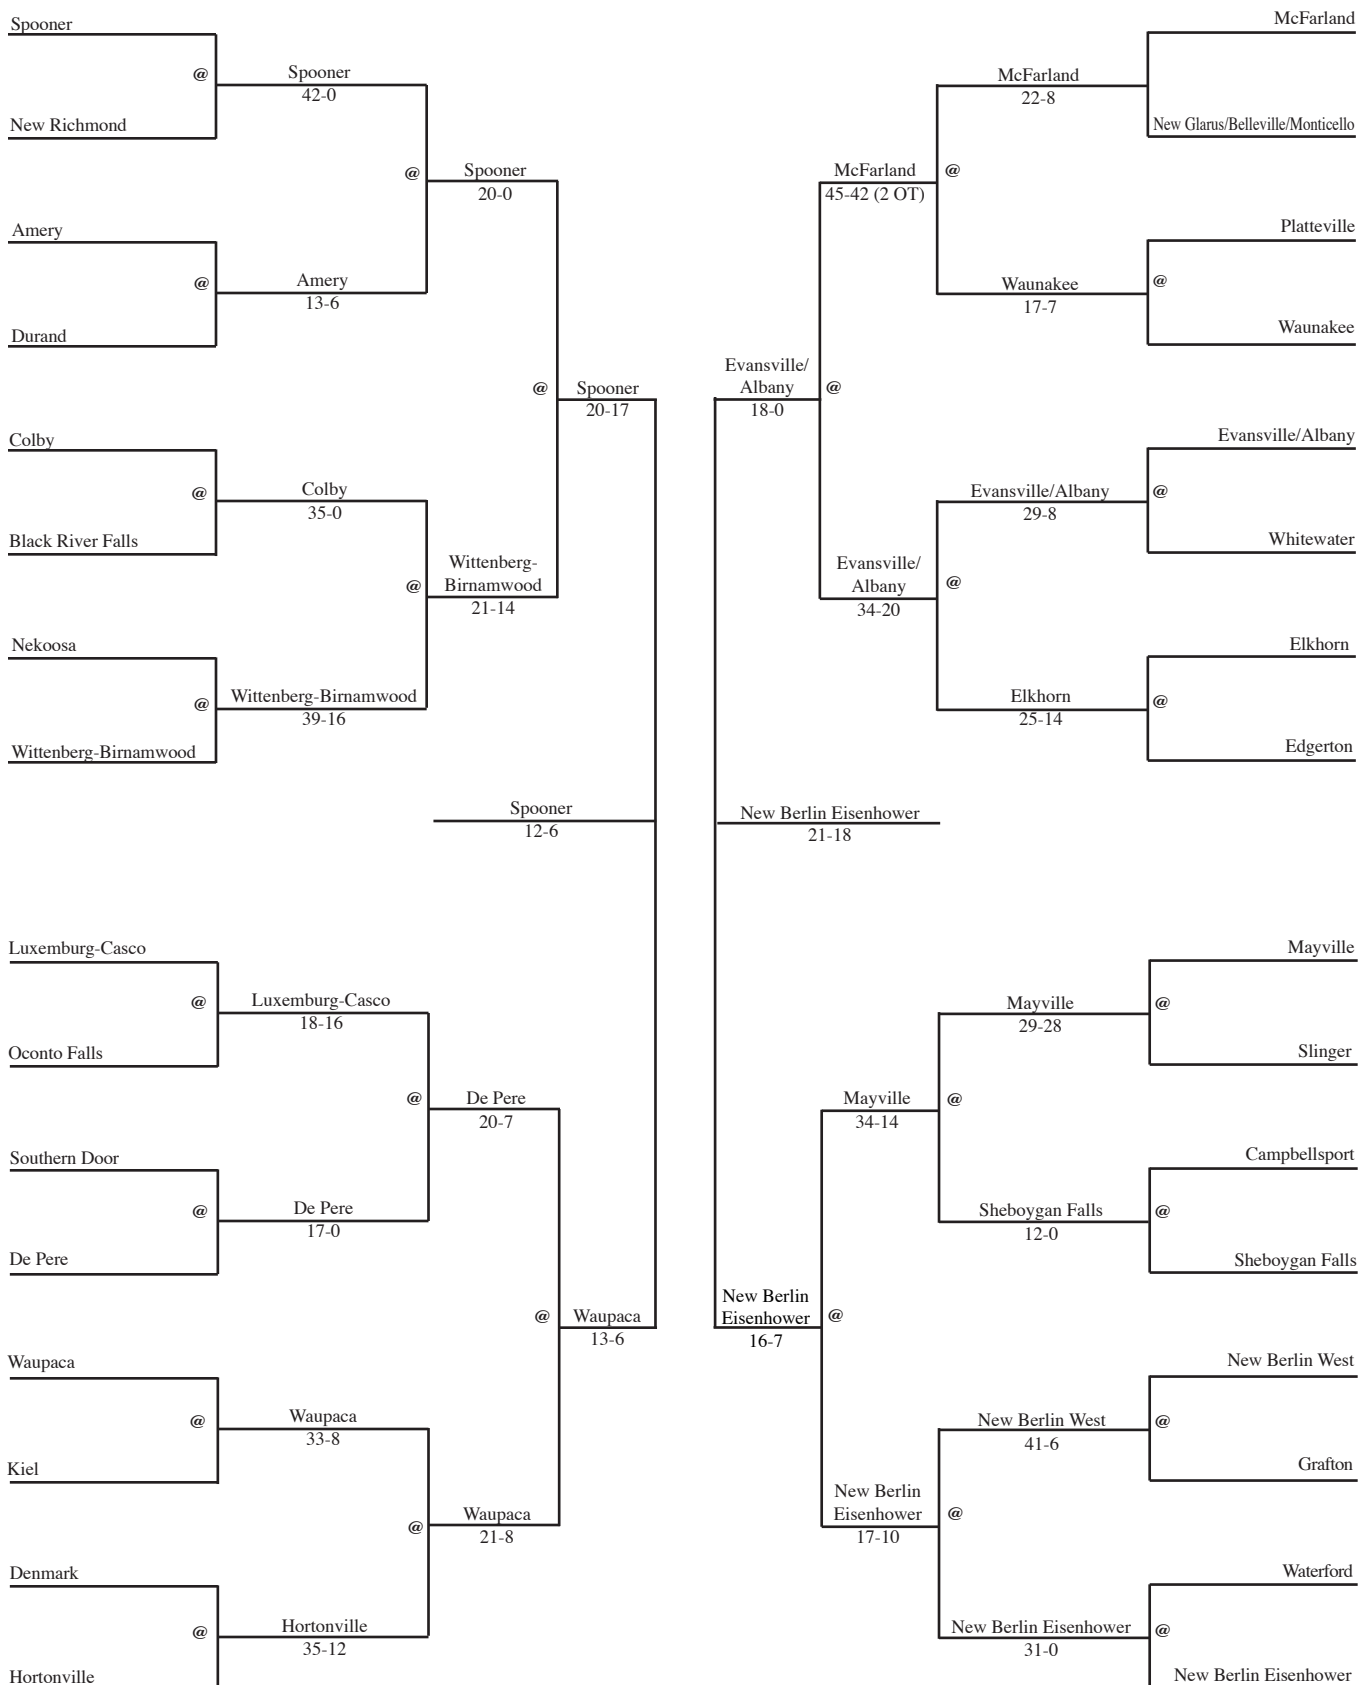 Spooner
@
Spooner
42-0
New Richmond
@
Spooner
20-0
Amery
@
Amery
13-6
Durand
@
Spooner
20-17
Colby
@
Colby
35-0
Black River Falls
@
Wittenberg-
Birnamwood
21-14
Nekoosa
@
Wittenberg-Birnamwood
39-16
Wittenberg-Birnamwood
Spooner
12-6
Luxemburg-Casco
@
Luxemburg-Casco
18-16
Oconto Falls
@
De Pere
20-7
Southern Door
@
De Pere
17-0
De Pere
@
Waupaca
13-6
Waupaca
@
Waupaca
33-8
Kiel
@
Waupaca
21-8
Denmark
@
Hortonville
35-12
Hortonville
McFarland
McFarland
22-8
New Glarus/Belleville/Monticello
McFarland
45-42 (2 OT)
@
Platteville
Waunakee
17-7
@
Waunakee
Evansville/
Albany
18-0
@
Evansville/Albany
Evansville/Albany
29-8
@
Whitewater
Evansville/
Albany
34-20
@
Elkhorn
Elkhorn
25-14
@
Edgerton
New Berlin Eisenhower
21-18
Mayville
Mayville
29-28
@
Slinger
Mayville
34-14
@
Campbellsport
Sheboygan Falls
12-0
@
Sheboygan Falls
New Berlin
Eisenhower
16-7
@
New Berlin West
New Berlin West
41-6
@
Grafton
New Berlin
Eisenhower
17-10
@
Waterford
New Berlin Eisenhower
31-0
@
New Berlin Eisenhower